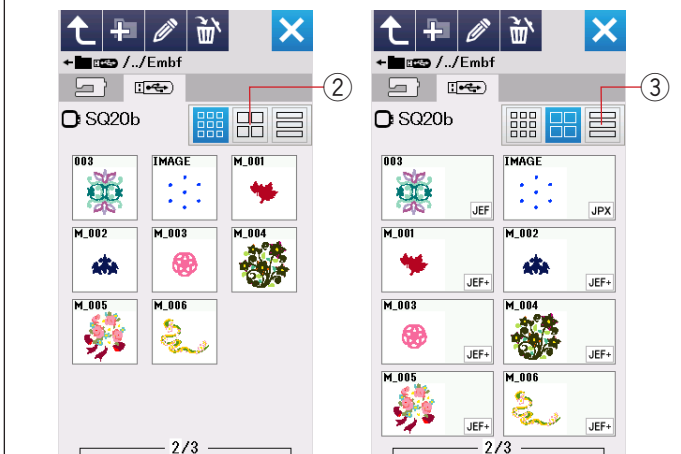 ← /../Embf
SQ20b
②
003 IMAGE M_001
M_002 M_003 M_004
M_005 M_006
2/3
← /../Embf
SQ20b
③
003 IMAGE
JEF JPX
M_001 M_002
JEF+ JEF+
M_003 M_004
JEF+ JEF+
M_005 M_006
JEF+ JEF+
2/3